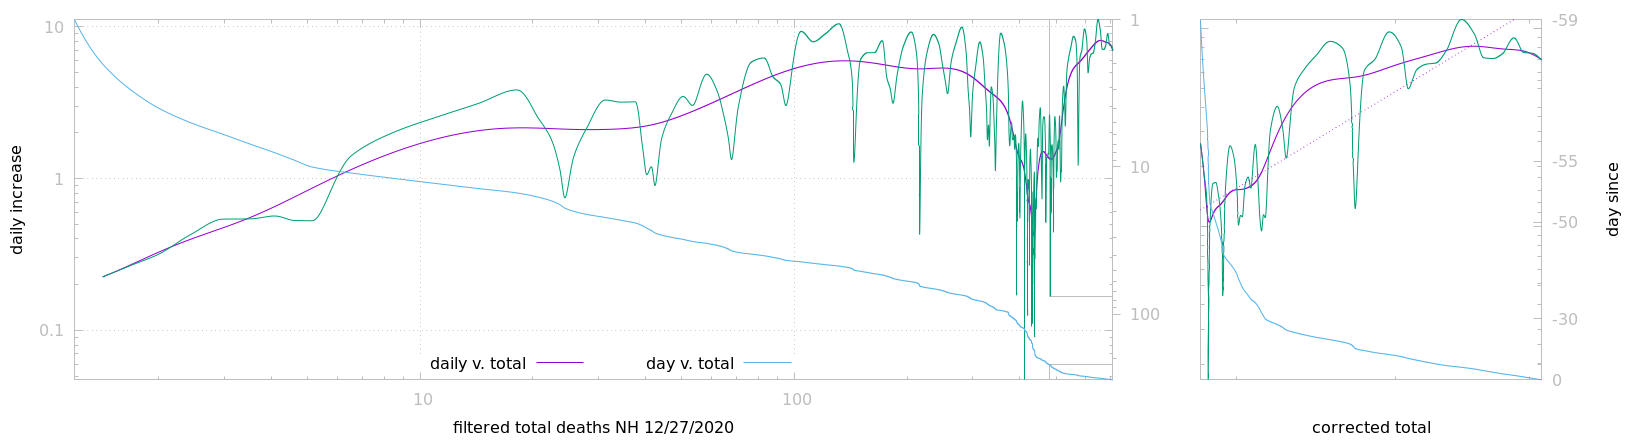 10
1
0.1
daily increase
10
100
1
10
100
daily v. total
day v. total
filtered total deaths NH 12/27/2020
-59
-55
-50
-30
0
day since
corrected total